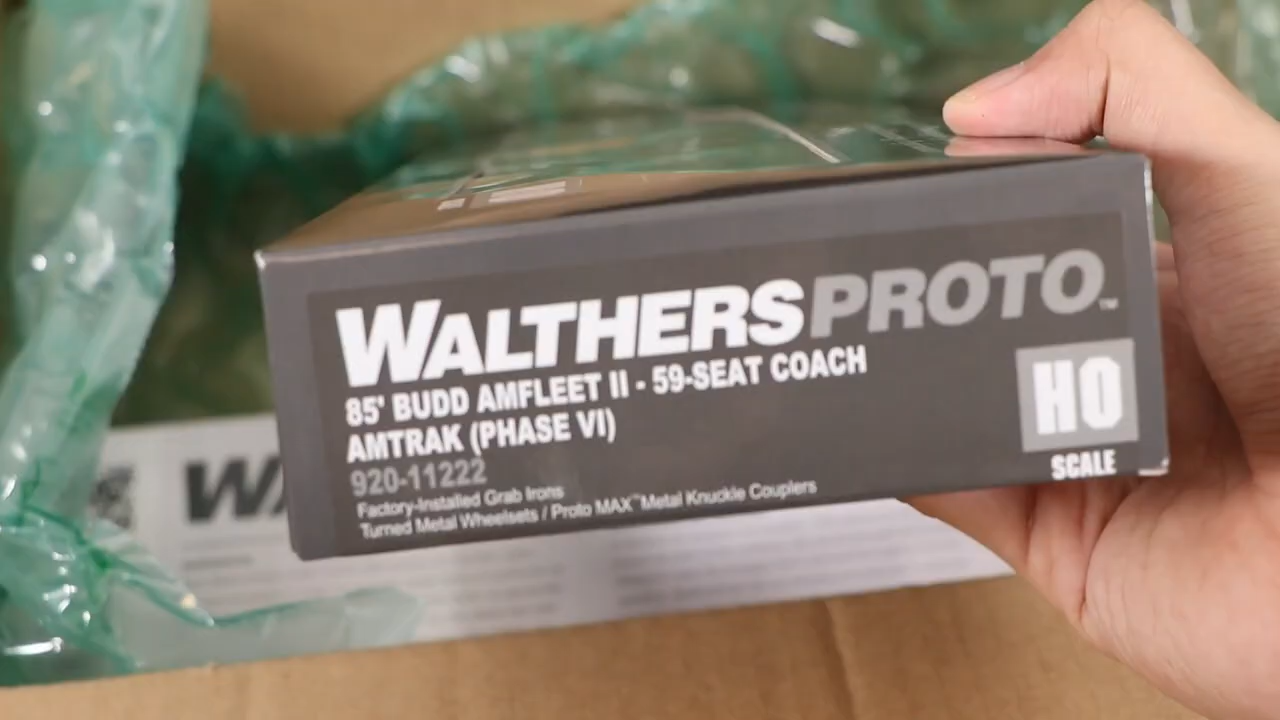 WALTHERSPROTO™
85' BUDD AMFLEET II - 59-SEAT COACH
AMTRAK (PHASE VI)
920-11222
Factory-Installed Grab Irons
Turned Metal Wheelsets / Proto MAX™ Metal Knuckle Couplers
HO
SCALE
WA